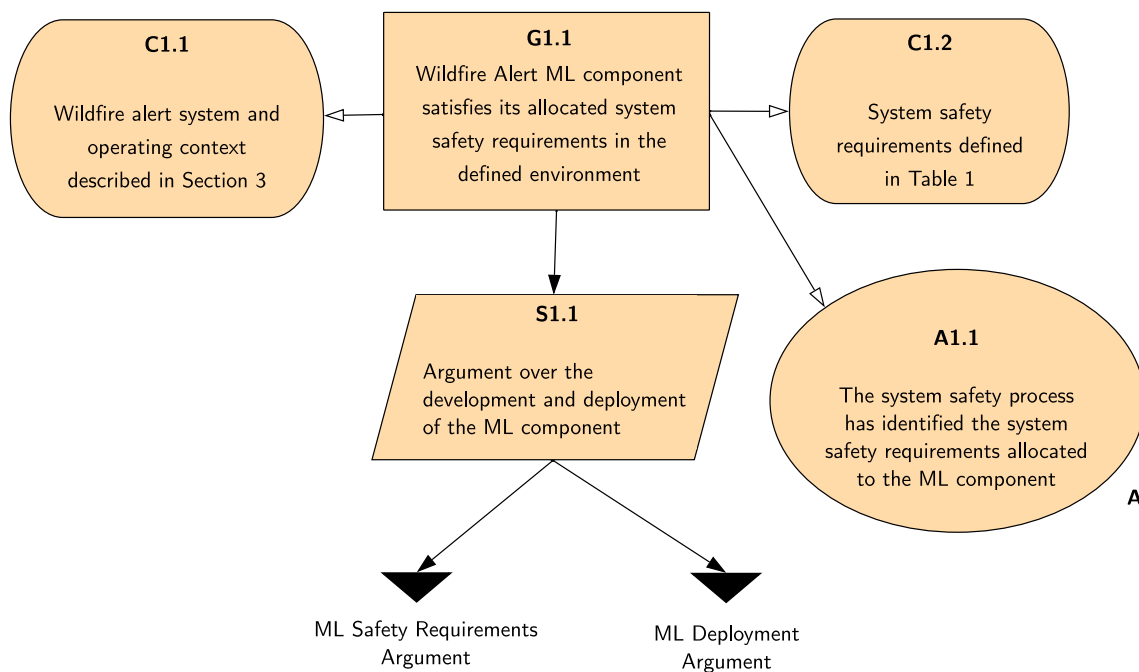 C1.1
Wildfire alert system and
operating context
described in Section 3
G1.1
Wildfire Alert ML component
satisfies its allocated system
safety requirements in the
defined environment
C1.2
System safety
requirements defined
in Table 1
S1.1
Argument over the
development and deployment
of the ML component
A1.1
The system safety process
has identified the system
safety requirements allocated
to the ML component
A
ML Safety Requirements
Argument
ML Deployment
Argument